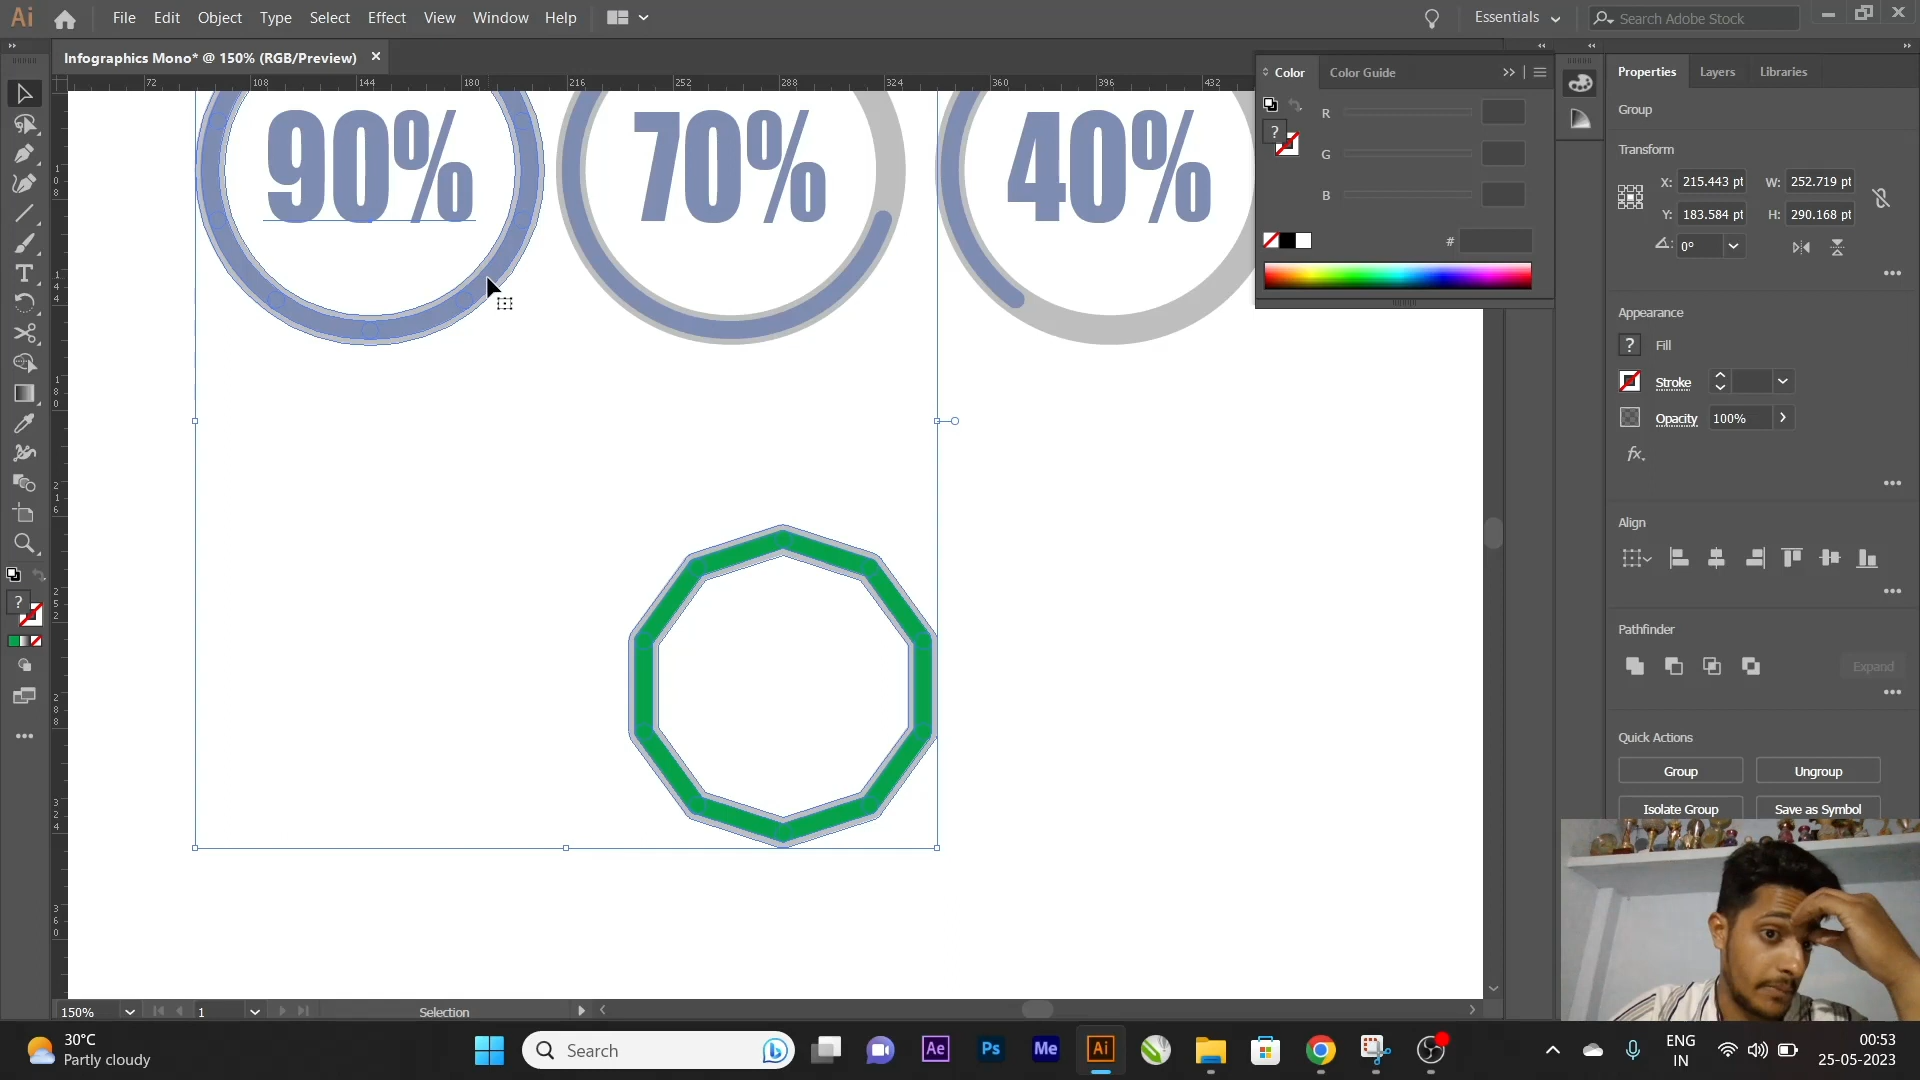 Ai File Edit Object Type Select Effect View Window Help Essentials Search Adobe Stock
Infographics Mono* @ 150% (RGB/Preview)
72 108 144 180 216 252 288 324 360 396 432
90% 70% 40%
Color Color Guide
R
G
B
#
Properties Layers Libraries
Group
Transform
X: 215.443 pt W: 252.719 pt
Y: 183.584 pt H: 290.168 pt
0°
Appearance
? Fill
Stroke
Opacity 100%
fx.
Align
Pathfinder
Expand
Quick Actions
Group Ungroup
Isolate Group Save as Symbol
150% 1 Selection
30°C
Partly cloudy
Search
Ae Ps Me Ai
ENG
IN
00:53
25-05-2023